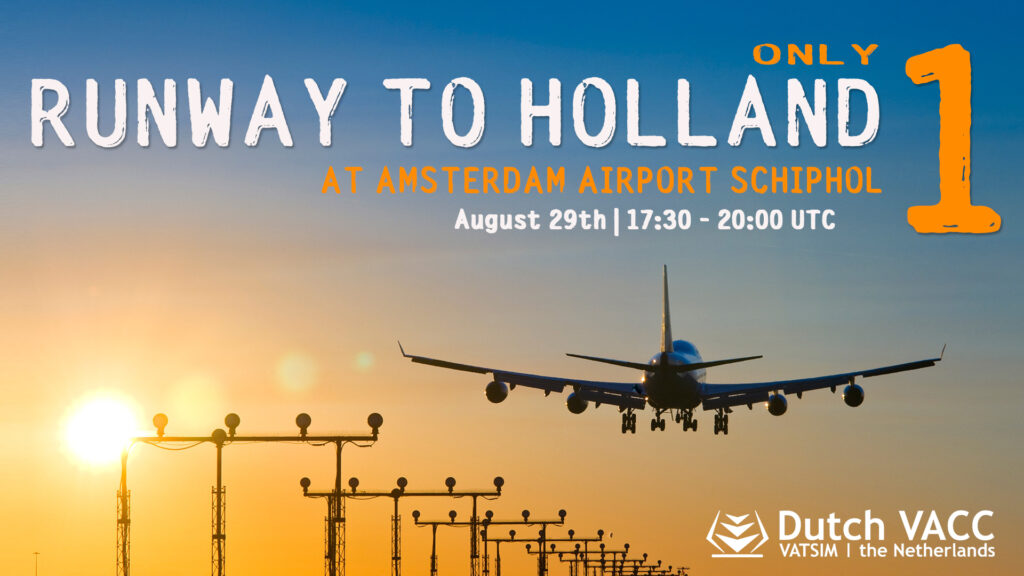 ONLY 1
RUNWAY TO HOLLAND
AT AMSTERDAM AIRPORT SCHIPHOL
August 29th | 17:30 - 20:00 UTC
Dutch VACC
VATSIM | the Netherlands